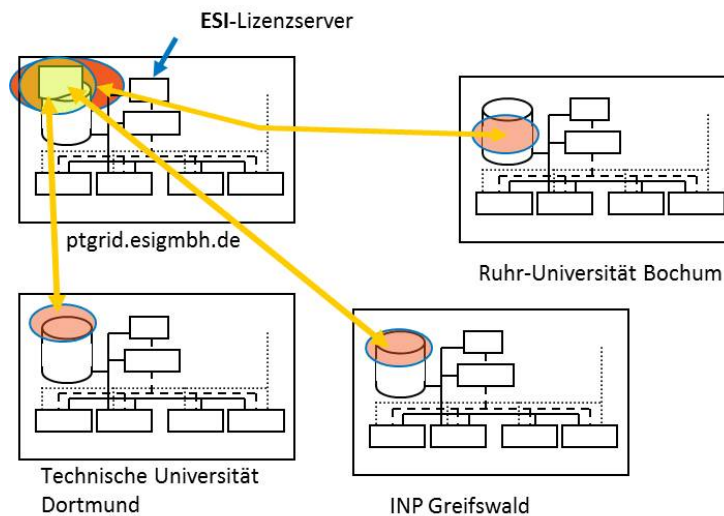 ESI-Lizenzserver
ptgrid.esigmbh.de
Ruhr-Universität Bochum
Technische Universität
Dortmund
INP Greifswald